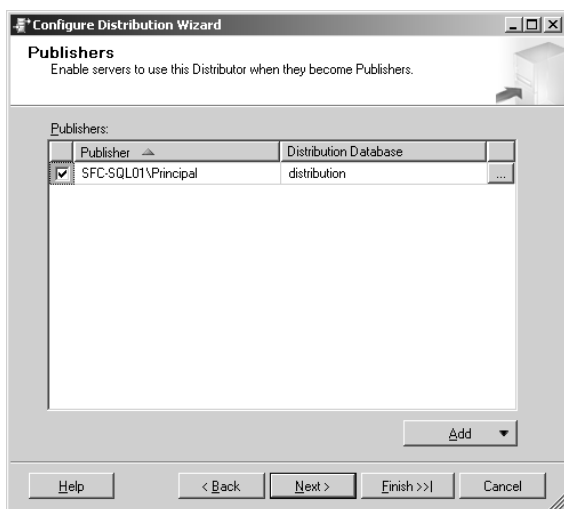 Configure Distribution Wizard
Publishers
Enable servers to use this Distributor when they become Publishers.
Publishers:
Publisher Distribution Database
SFC-SQL01\Principal distribution ...
Add
Help < Back Next > Finish >>| Cancel